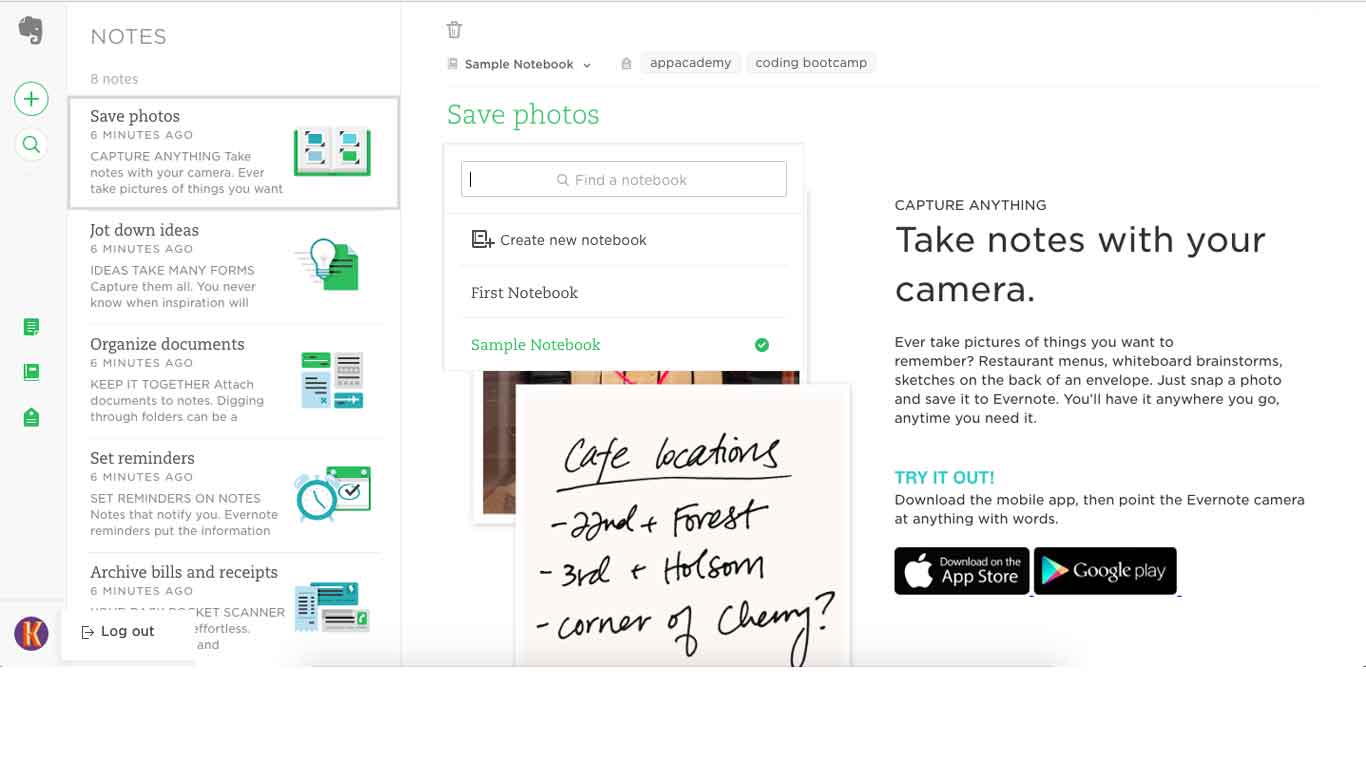 NOTES
8 notes
Save photos
6 MINUTES AGO
CAPTURE ANYTHING Take
notes with your camera. Ever
take pictures of things you want
Jot down ideas
6 MINUTES AGO
IDEAS TAKE MANY FORMS
Capture them all. You never
know when inspiration will
Organize documents
6 MINUTES AGO
KEEP IT TOGETHER Attach
documents to notes. Digging
through folders can be a
Set reminders
6 MINUTES AGO
SET REMINDERS ON NOTES
Notes that notify you. Evernote
reminders put the information
Archive bills and receipts
6 MINUTES AGO
SCANNER
effortless.
and
K
Log out
Sample Notebook
appacademy
coding bootcamp
Save photos
Find a notebook
Create new notebook
First Notebook
Sample Notebook
Cafe locations
-22nd + Forest
-3rd + Holsom
-corner of Cherry?
CAPTURE ANYTHING
Take notes with your
camera.
Ever take pictures of things you want to
remember? Restaurant menus, whiteboard brainstorms,
sketches on the back of an envelope. Just snap a photo
and save it to Evernote. You'll have it anywhere you go,
anytime you need it.
TRY IT OUT!
Download the mobile app, then point the Evernote camera
at anything with words.
Download on the
App Store
Google play